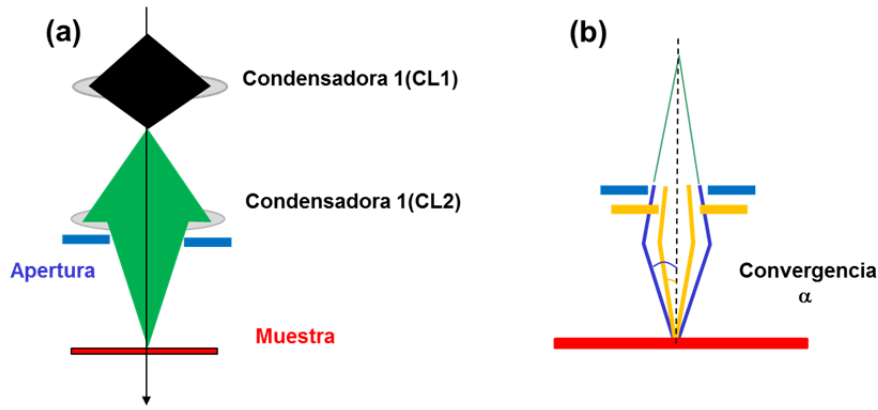 (a)
Condensadora 1(CL1)
Condensadora 1(CL2)
Apertura
Muestra
(b)
Convergencia
α